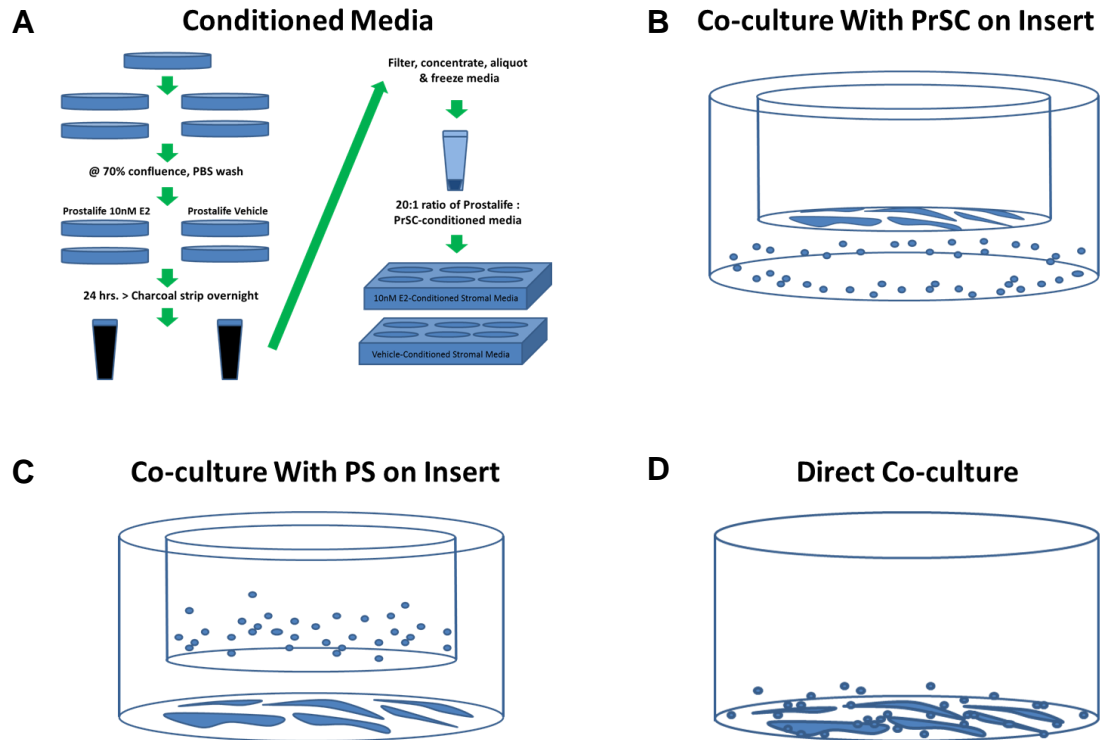 A
Conditioned Media
@ 70% confluence, PBS wash
Prostalife 10nM E2
Prostalife Vehicle
24 hrs. > Charcoal strip overnight
Filter, concentrate, aliquot
& freeze media
20:1 ratio of Prostalife :
PrSC-conditioned media
10nM E2-Conditioned Stromal Media
Vehicle-Conditioned Stromal Media
B
Co-culture With PrSC on Insert
C
Co-culture With PS on Insert
D
Direct Co-culture